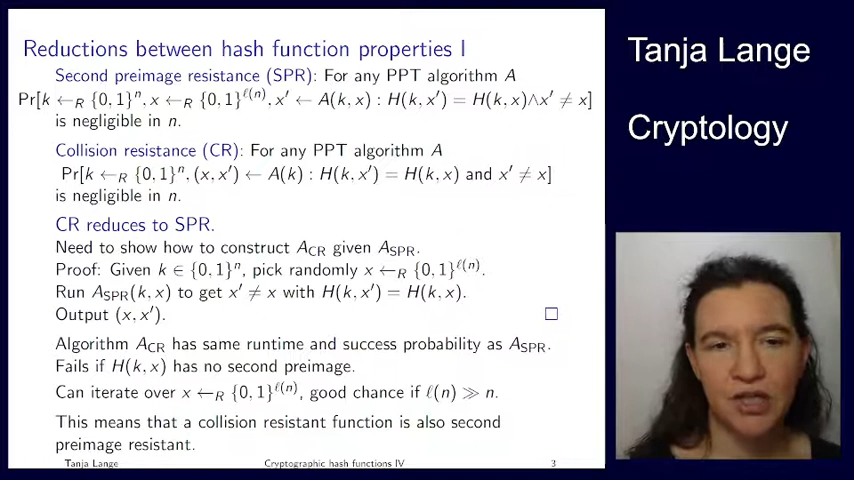 Reductions between hash function properties I
Second preimage resistance (SPR): For any PPT algorithm A
Pr[k ←_R {0, 1}^n, x ←_R {0, 1}^ℓ(n), x′ ← A(k, x) : H(k, x′) = H(k, x)∧x′ ≠ x]
is negligible in n.
Collision resistance (CR): For any PPT algorithm A
Pr[k ←_R {0, 1}^n, (x, x′) ← A(k) : H(k, x′) = H(k, x) and x′ ≠ x]
is negligible in n.
CR reduces to SPR.
Need to show how to construct A_CR given A_SPR.
Proof: Given k ∈ {0, 1}^n, pick randomly x ←_R {0, 1}^ℓ(n).
Run A_SPR(k, x) to get x′ ≠ x with H(k, x′) = H(k, x).
Output (x, x′). □
Algorithm A_CR has same runtime and success probability as A_SPR.
Fails if H(k, x) has no second preimage.
Can iterate over x ←_R {0, 1}^ℓ(n), good chance if ℓ(n) ≫ n.
This means that a collision resistant function is also second
preimage resistant.
Tanja Lange Cryptographic hash functions IV 3
Tanja Lange
Cryptology